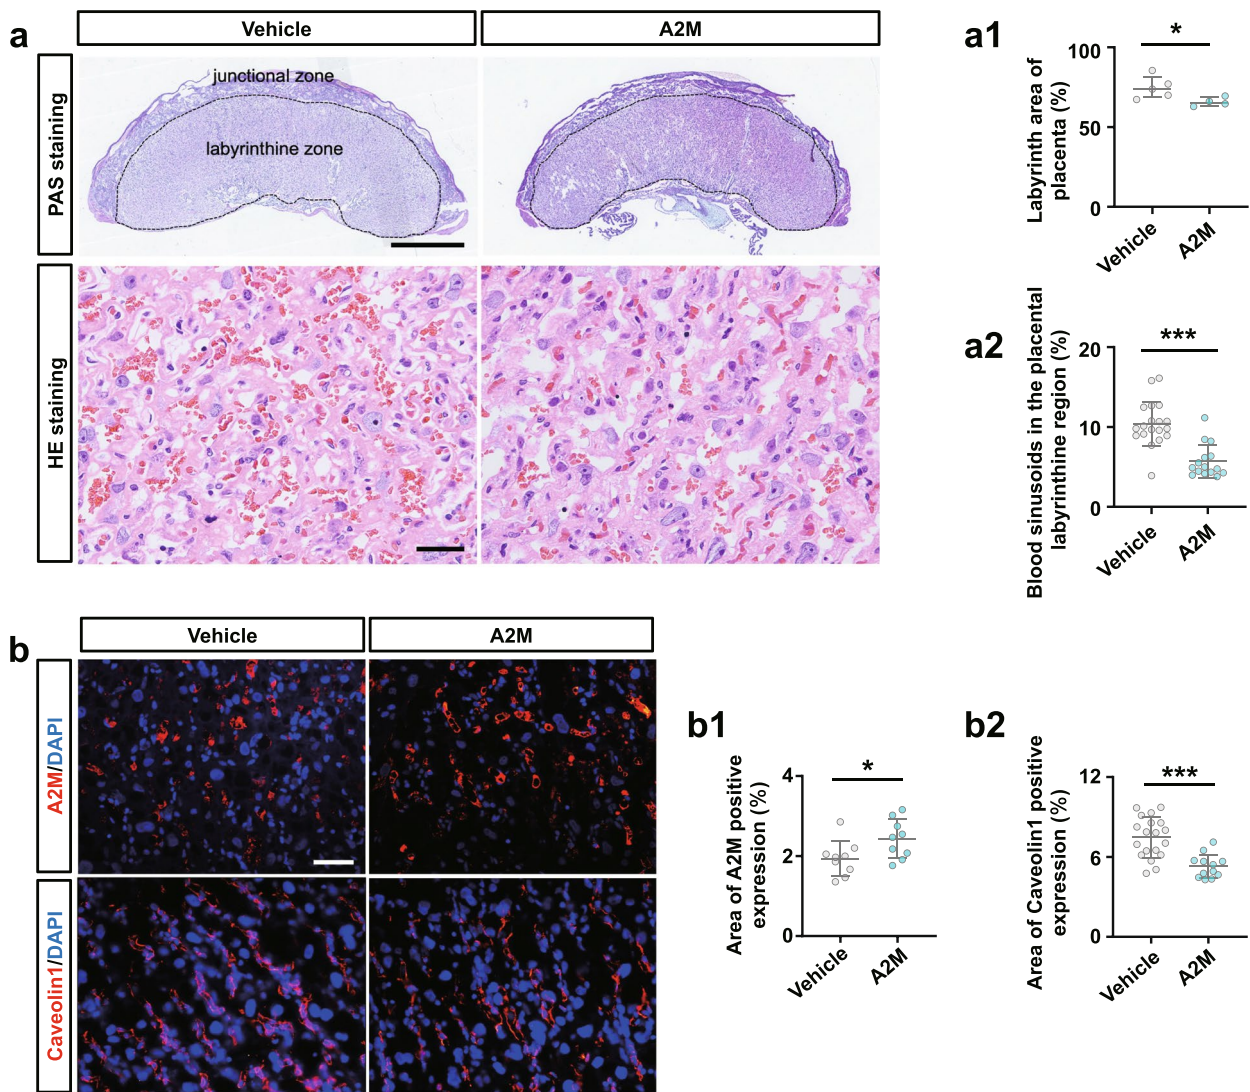 a
Vehicle
A2M
PAS staining
junctional zone
labyrinthine zone
HE staining
a1
*
Labyrinth area of
placenta (%)
100
50
0
Vehicle
A2M
a2
***
Blood sinusoids in the placental
labyrinthine region (%)
20
10
0
Vehicle
A2M
b
Vehicle
A2M
A2M/DAPI
Caveolin1/DAPI
b1
*
Area of A2M positive
expression (%)
4
2
0
Vehicle
A2M
b2
***
Area of Caveolin1 positive
expression (%)
12
6
0
Vehicle
A2M